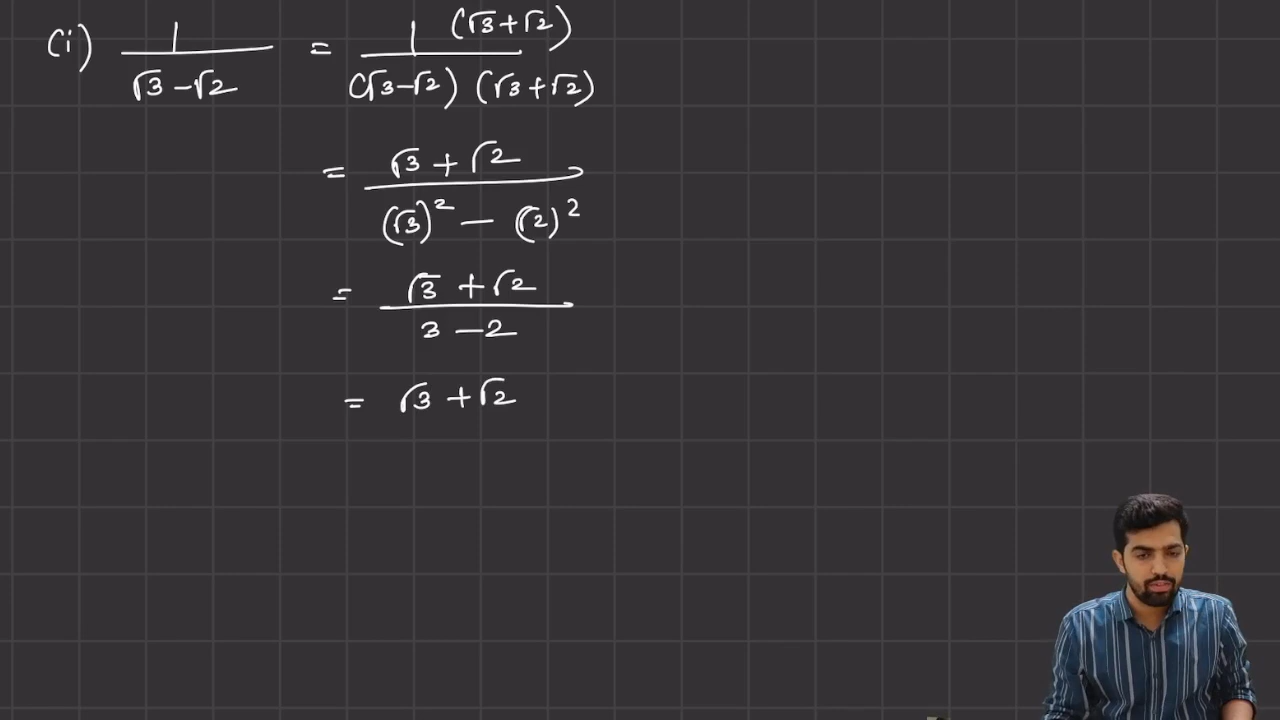 (i) 1/(√3 − √2) = 1 (√3 + √2)/((√3 − √2) (√3 + √2))
= (√3 + √2)/((√3)² − (√2)²)
= (√3 + √2)/(3 − 2)
= √3 + √2